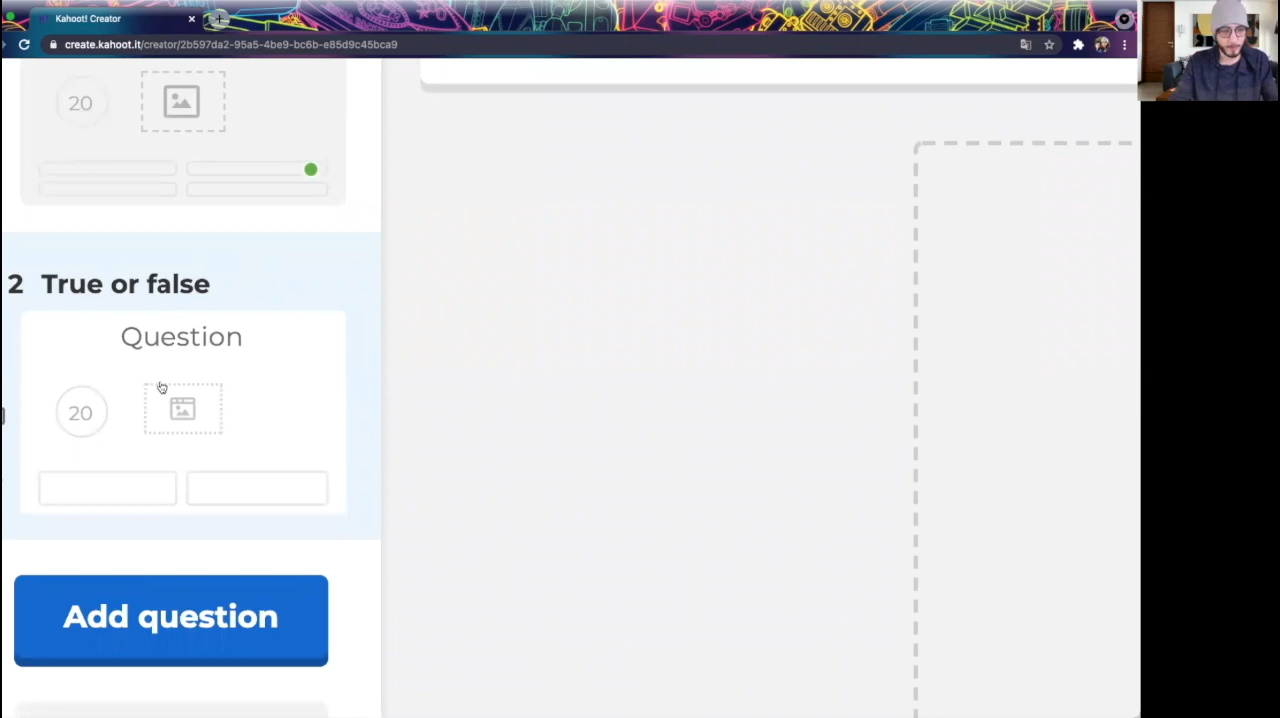 Kahoot! Creator
create.kahoot.it/creator/2b597da2-95a5-4be9-bc6b-e85d9c45bca9
20
2 True or false
Question
20
Add question